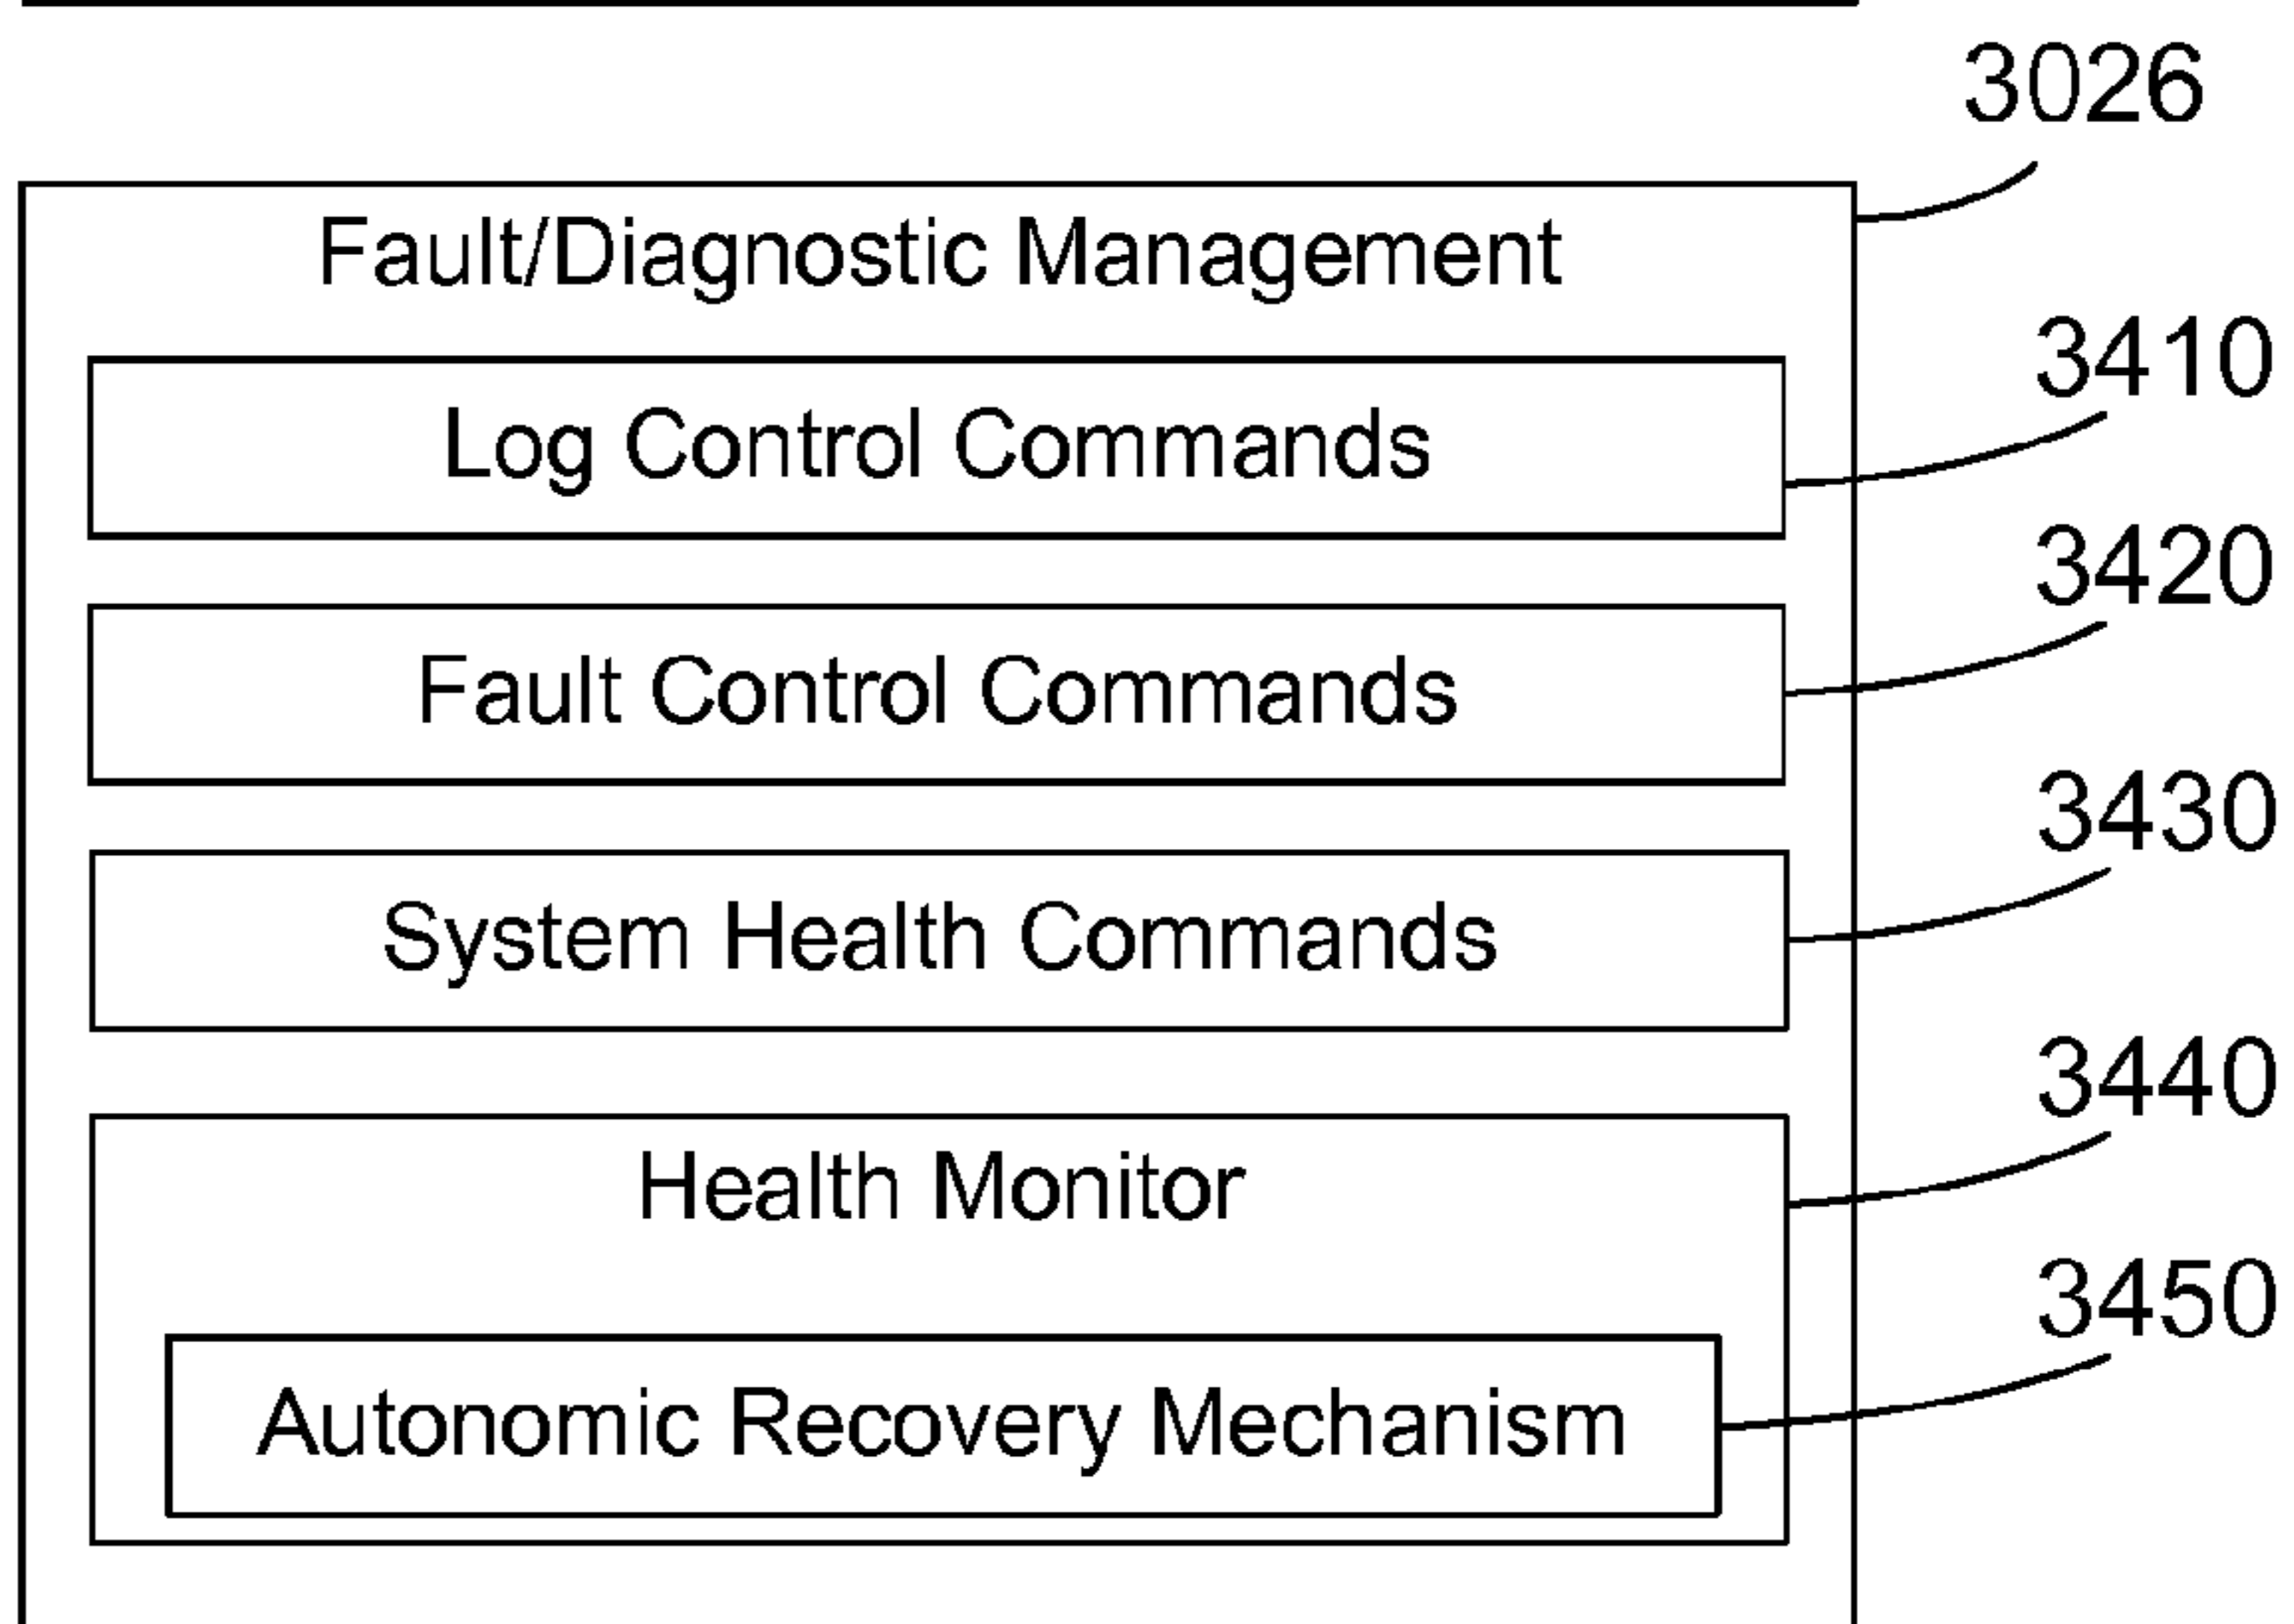 3026
Fault/Diagnostic Management
3410
Log Control Commands
3420
Fault Control Commands
3430
System Health Commands
3440
Health Monitor
3450
Autonomic Recovery Mechanism